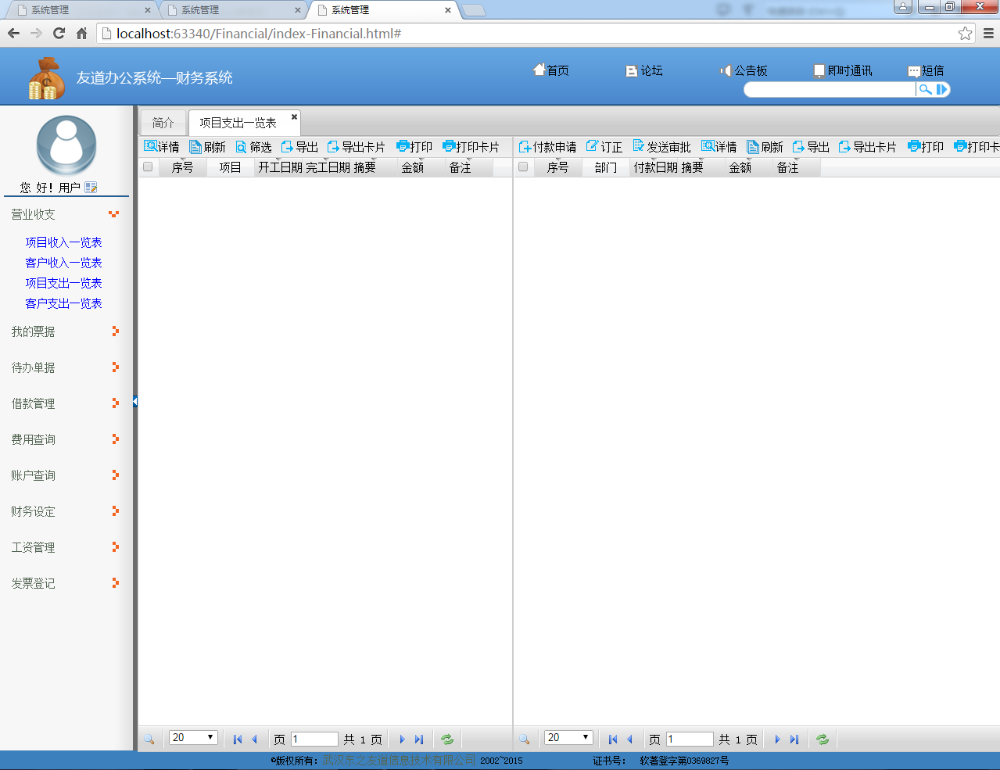 系统管理 系统管理 系统管理
localhost:63340/Financial/index-Financial.html#
友道办公系统—财务系统
首页 论坛 公告板 即时通讯 短信
简介 项目支出一览表
您 好! 用户
营业收支
项目收入一览表
客户收入一览表
项目支出一览表
客户支出一览表
我的票据
待办单据
借款管理
费用查询
账户查询
财务设定
工资管理
发票登记
详情 刷新 筛选 导出 导出卡片 打印 打印卡片
序号 项目 开工日期 完工日期 摘要 金额 备注
20 页 1 共 1 页
付款申请 订正 发送审批 详情 刷新 导出 导出卡片 打印 打印卡
序号 部门 付款日期 摘要 金额 备注
20 页 1 共 1 页
©版权所有: 武汉东之友道信息技术有限公司 2002~2015 证书号: 软著登字第0369827号